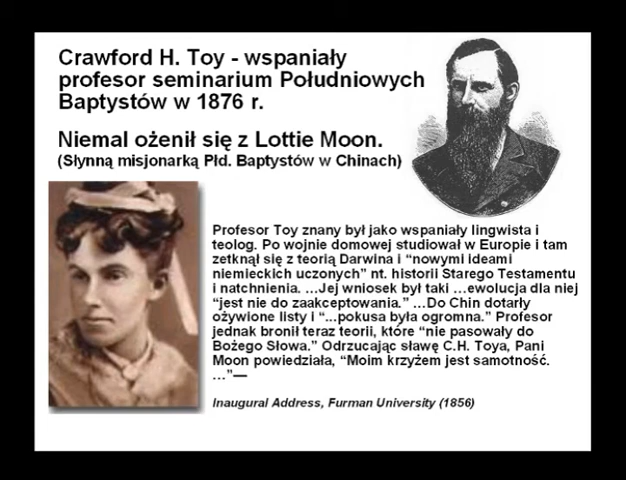 Crawford H. Toy - wspaniały
profesor seminarium Południowych
Baptystów w 1876 r.
Niemal ożenił się z Lottie Moon.
(Słynną misjonarką Płd. Baptystów w Chinach)
Profesor Toy znany był jako wspaniały lingwista i
teolog. Po wojnie domowej studiował w Europie i tam
zetknął się z teorią Darwina i “nowymi ideami
niemieckich uczonych” nt. historii Starego Testamentu
i natchnienia. ...Jej wniosek był taki ...ewolucja dla niej
“jest nie do zaakceptowania.” ...Do Chin dotarły
ożywione listy i “...pokusa była ogromna.” Profesor
jednak bronił teraz teorii, które “nie pasowały do
Bożego Słowa.” Odrzucając sławę C.H. Toya, Pani
Moon powiedziała, “Moim krzyżem jest samotność.
...”—
Inaugural Address, Furman University (1856)